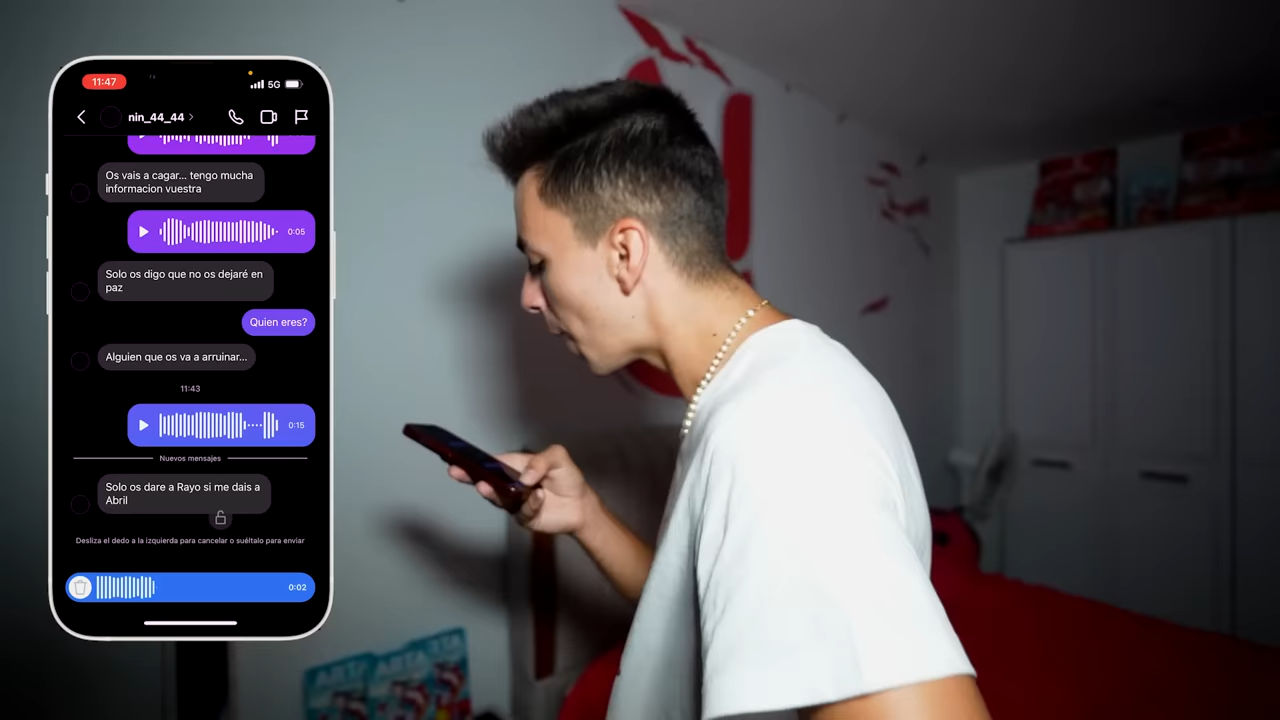 11:47
5G
nin_44_44
Os vais a cagar... tengo mucha
informacion vuestra
0:05
Solo os digo que no os dejaré en
paz
Quien eres?
Alguien que os va a arruinar...
11:43
0:15
Nuevos mensajes
Solo os dare a Rayo si me dais a
Abril
Desliza el dedo a la izquierda para cancelar o suéltalo para enviar
0:02